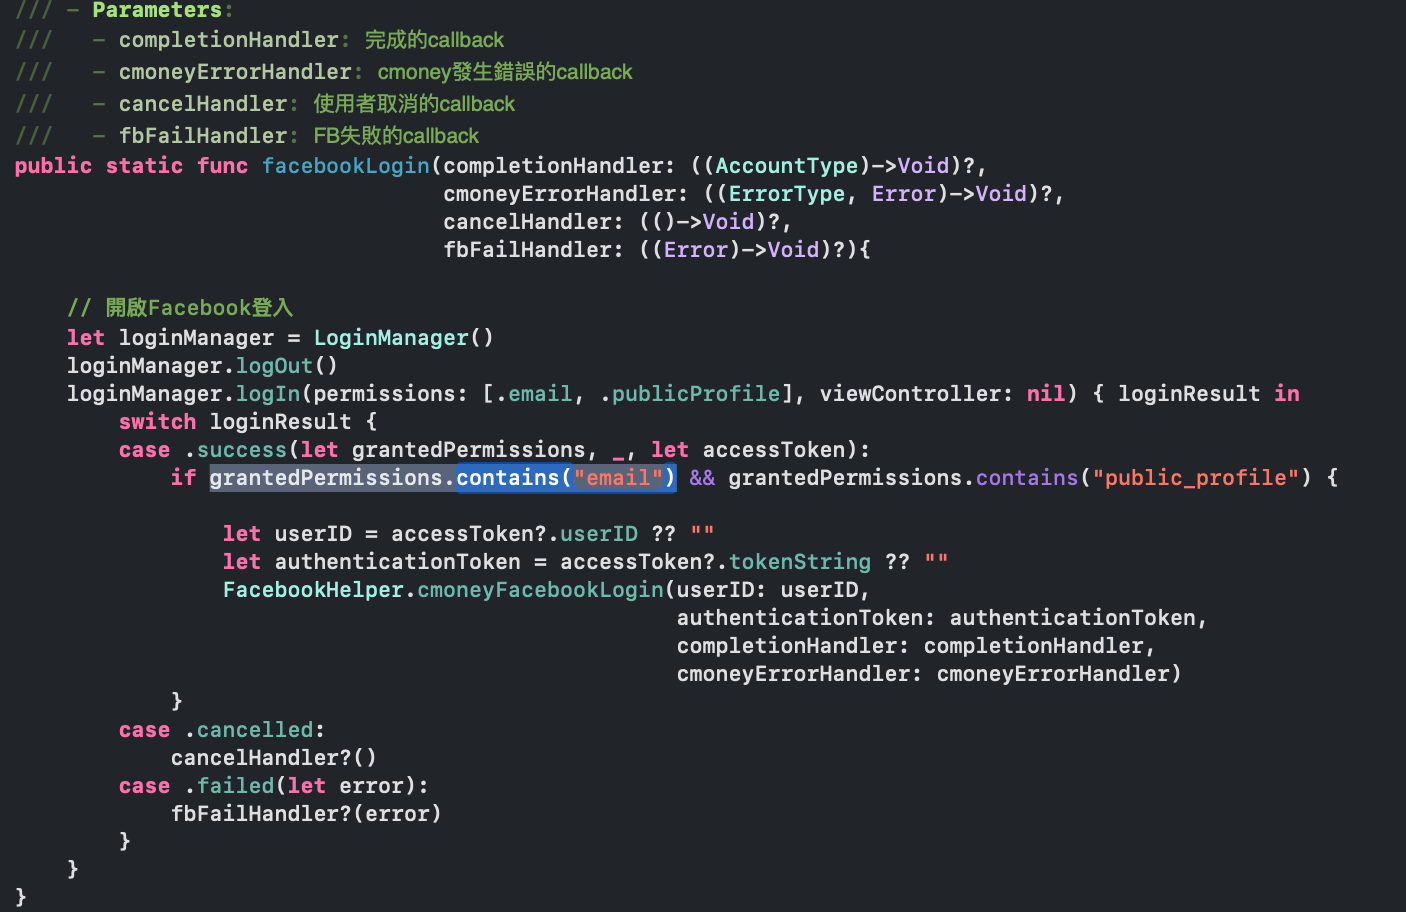 /// - Parameters:
///   - completionHandler: 完成的callback
///   - cmoneyErrorHandler: cmoney發生錯誤的callback
///   - cancelHandler: 使用者取消的callback
///   - fbFailHandler: FB失敗的callback
public static func facebookLogin(completionHandler: ((AccountType)->Void)?,
                                 cmoneyErrorHandler: ((ErrorType, Error)->Void)?,
                                 cancelHandler: (()->Void)?,
                                 fbFailHandler: ((Error)->Void)?){
    // 開啟Facebook登入
    let loginManager = LoginManager()
    loginManager.logOut()
    loginManager.logIn(permissions: [.email, .publicProfile], viewController: nil) { loginResult in
        switch loginResult {
        case .success(let grantedPermissions, _, let accessToken):
            if grantedPermissions.contains("email") && grantedPermissions.contains("public_profile") {
                let userID = accessToken?.userID ?? ""
                let authenticationToken = accessToken?.tokenString ?? ""
                FacebookHelper.cmoneyFacebookLogin(userID: userID,
                                                   authenticationToken: authenticationToken,
                                                   completionHandler: completionHandler,
                                                   cmoneyErrorHandler: cmoneyErrorHandler)
            }
        case .cancelled:
            cancelHandler?()
        case .failed(let error):
            fbFailHandler?(error)
        }
    }
}